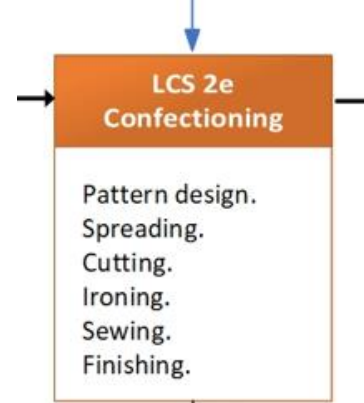 LCS 2e
Confectioning
Pattern design.
Spreading.
Cutting.
Ironing.
Sewing.
Finishing.